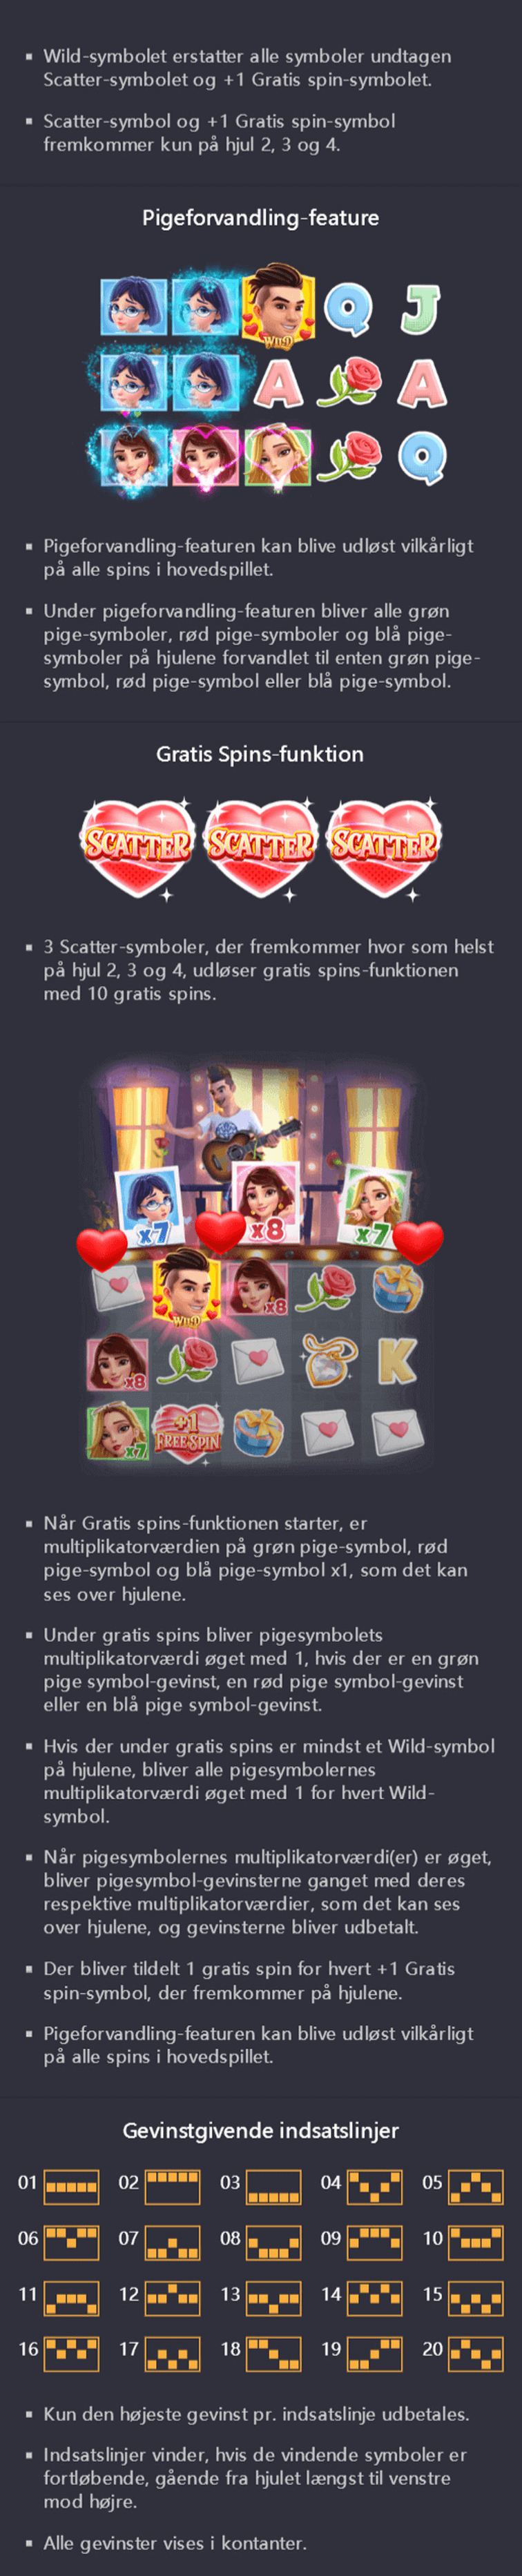 ▪ Wild-symbolet erstatter alle symboler undtagen
Scatter-symbolet og +1 Gratis spin-symbolet.
▪ Scatter-symbol og +1 Gratis spin-symbol
fremkommer kun på hjul 2, 3 og 4.
Pigeforvandling-feature
Q J
WILD
A A
Q
▪ Pigeforvandling-featuren kan blive udløst vilkårligt
på alle spins i hovedspillet.
▪ Under pigeforvandling-featuren bliver alle grøn
pige-symboler, rød pige-symboler og blå pige-
symboler på hjulene forvandlet til enten grøn pige-
symbol, rød pige-symbol eller blå pige-symbol.
Gratis Spins-funktion
SCATTER SCATTER SCATTER
▪ 3 Scatter-symboler, der fremkommer hvor som helst
på hjul 2, 3 og 4, udløser gratis spins-funktionen
med 10 gratis spins.
x7 x8 x7
WILD x8
x8 K
x7 +1 FREE SPIN
▪ Når Gratis spins-funktionen starter, er
multiplikatorværdien på grøn pige-symbol, rød
pige-symbol og blå pige-symbol x1, som det kan
ses over hjulene.
▪ Under gratis spins bliver pigesymbolets
multiplikatorværdi øget med 1, hvis der er en grøn
pige symbol-gevinst, en rød pige symbol-gevinst
eller en blå pige symbol-gevinst.
▪ Hvis der under gratis spins er mindst et Wild-symbol
på hjulene, bliver alle pigesymbolernes
multiplikatorværdi øget med 1 for hvert Wild-
symbol.
▪ Når pigesymbolernes multiplikatorværdi(er) er øget,
bliver pigesymbol-gevinsterne ganget med deres
respektive multiplikatorværdier, som det kan ses
over hjulene, og gevinsterne bliver udbetalt.
▪ Der bliver tildelt 1 gratis spin for hvert +1 Gratis
spin-symbol, der fremkommer på hjulene.
▪ Pigeforvandling-featuren kan blive udløst vilkårligt
på alle spins i hovedspillet.
Gevinstgivende indsatslinjer
01 02 03 04 05
06 07 08 09 10
11 12 13 14 15
16 17 18 19 20
▪ Kun den højeste gevinst pr. indsatslinje udbetales.
▪ Indsatslinjer vinder, hvis de vindende symboler er
fortløbende, gående fra hjulet længst til venstre
mod højre.
▪ Alle gevinster vises i kontanter.